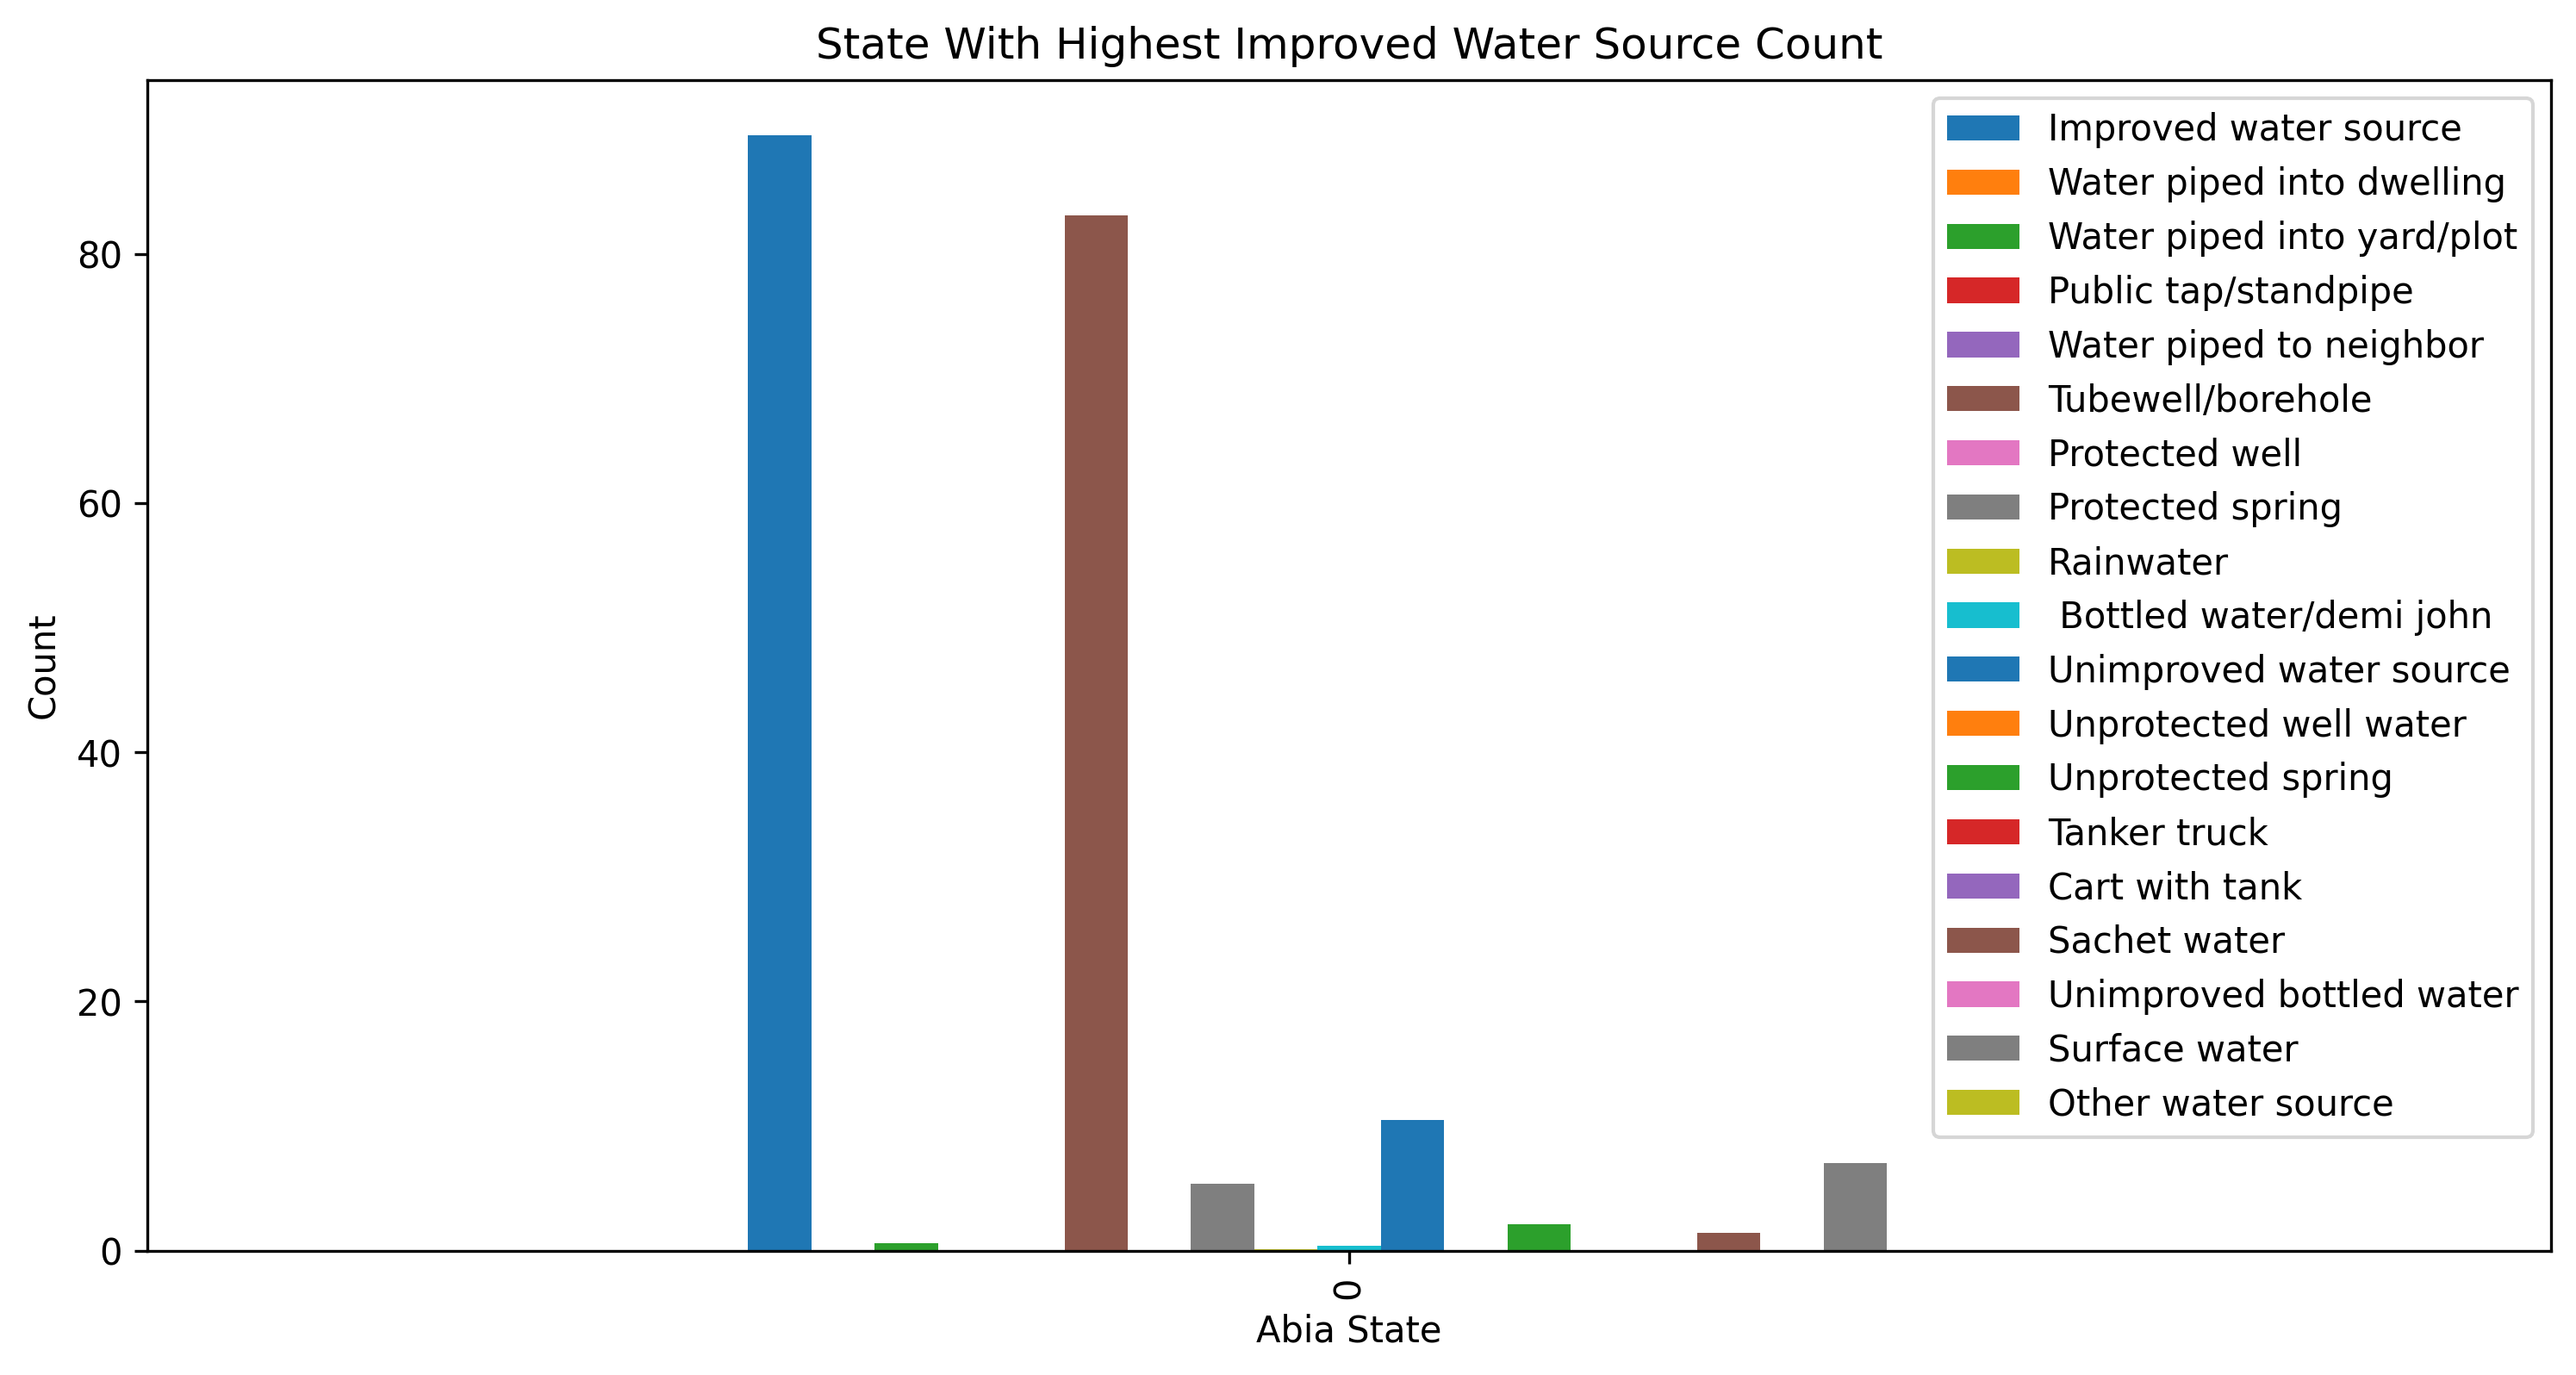 State With Highest Improved Water Source Count
Count
80
60
40
20
0
0
Abia State
Improved water source
Water piped into dwelling
Water piped into yard/plot
Public tap/standpipe
Water piped to neighbor
Tubewell/borehole
Protected well
Protected spring
Rainwater
Bottled water/demi john
Unimproved water source
Unprotected well water
Unprotected spring
Tanker truck
Cart with tank
Sachet water
Unimproved bottled water
Surface water
Other water source